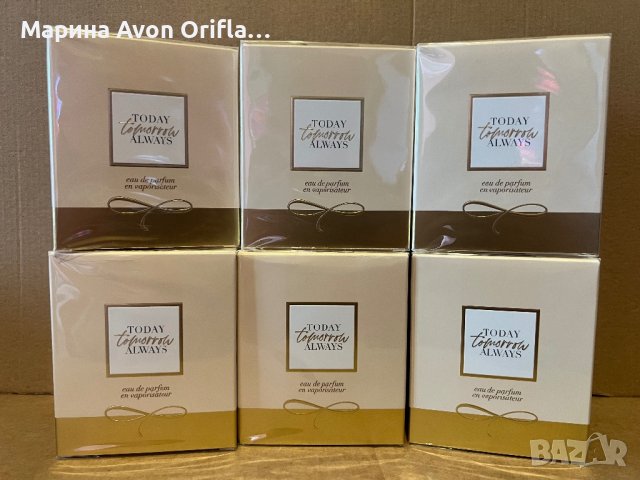 Марина Avon Orifla...
TODAY
tomorrow
ALWAYS
eau de parfum
en vaporisateur
TODAY
tomorrow
ALWAYS
eau de parfum
en vaporisateur
TODAY
tomorrow
ALWAYS
eau de parfum
en vaporisateur
TODAY
tomorrow
ALWAYS
eau de parfum
en vaporisateur
TODAY
tomorrow
ALWAYS
eau de parfum
en vaporisateur
TODAY
tomorrow
ALWAYS
eau de parfum
en vaporisateur
BAZAR